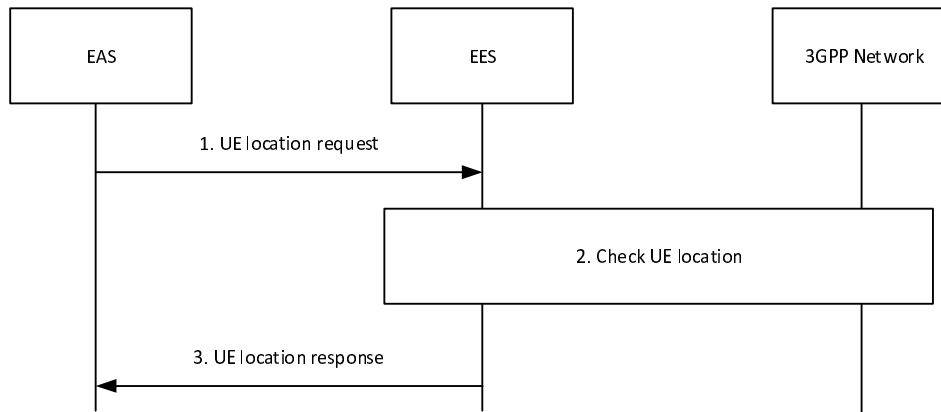 EAS
EES
3GPP Network
1. UE location request
2. Check UE location
3. UE location response